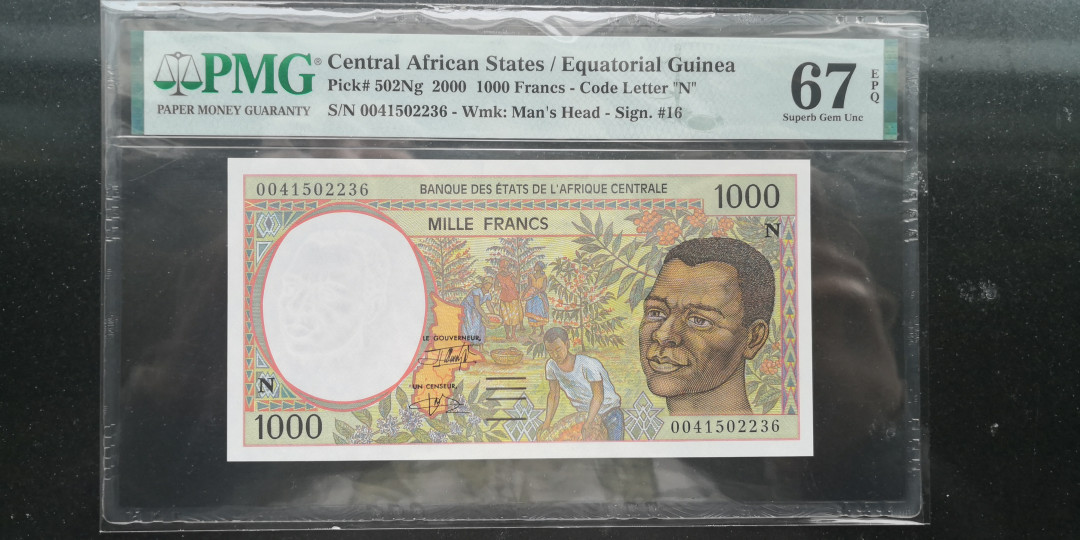 PMG®
PAPER MONEY GUARANTY
Central African States / Equatorial Guinea
Pick# 502Ng 2000 1000 Francs - Code Letter "N"
S/N 0041502236 - Wmk: Man's Head - Sign. #16
67
EPQ
Superb Gem Unc
0041502236
BANQUE DES ÉTATS DE L'AFRIQUE CENTRALE
1000
MILLE FRANCS
N
LE GOUVERNEUR,
UN CENSEUR,
N
1000
0041502236